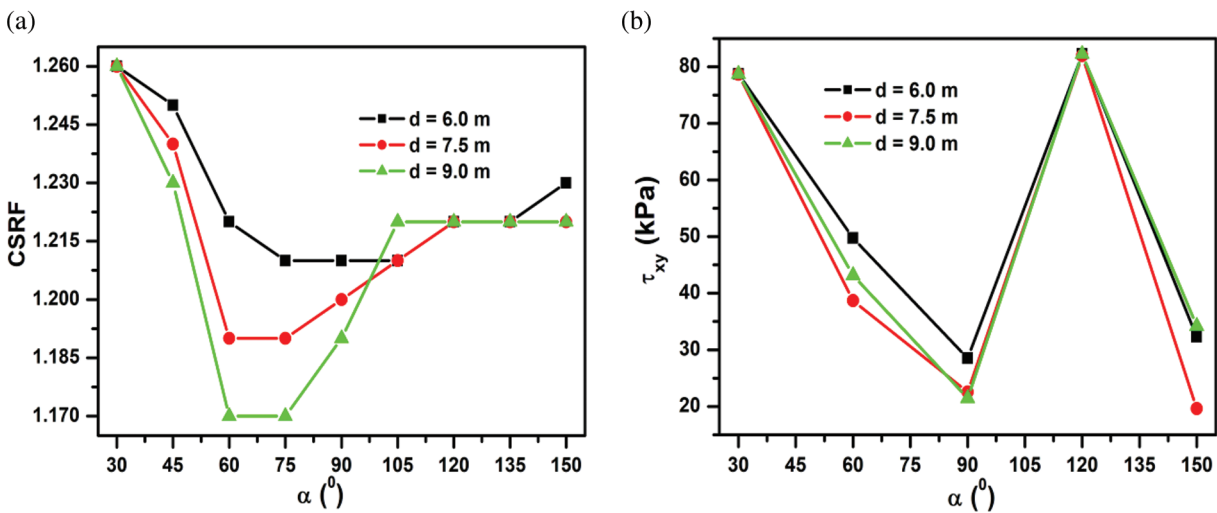 (a)
CSRF
1.260
1.245
1.230
1.215
1.200
1.185
1.170
d = 6.0 m
d = 7.5 m
d = 9.0 m
30 45 60 75 90 105 120 135 150
α (⁰)
(b)
τxy (kPa)
80
70
60
50
40
30
20
d = 6.0 m
d = 7.5 m
d = 9.0 m
30 45 60 75 90 105 120 135 150
α (⁰)